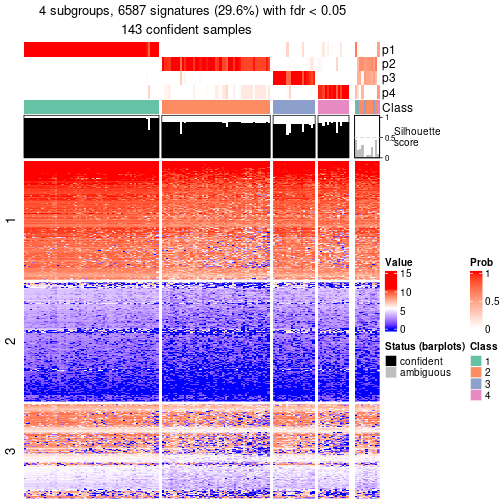 4 subgroups, 6587 signatures (29.6%) with fdr < 0.05
143 confident samples
p1
p2
p3
p4
Class
1
0.5
0
Silhouette
score
1
2
3
Value
15
10
5
0
Prob
1
0.5
0
Status (barplots)
confident
ambiguous
Class
1
2
3
4